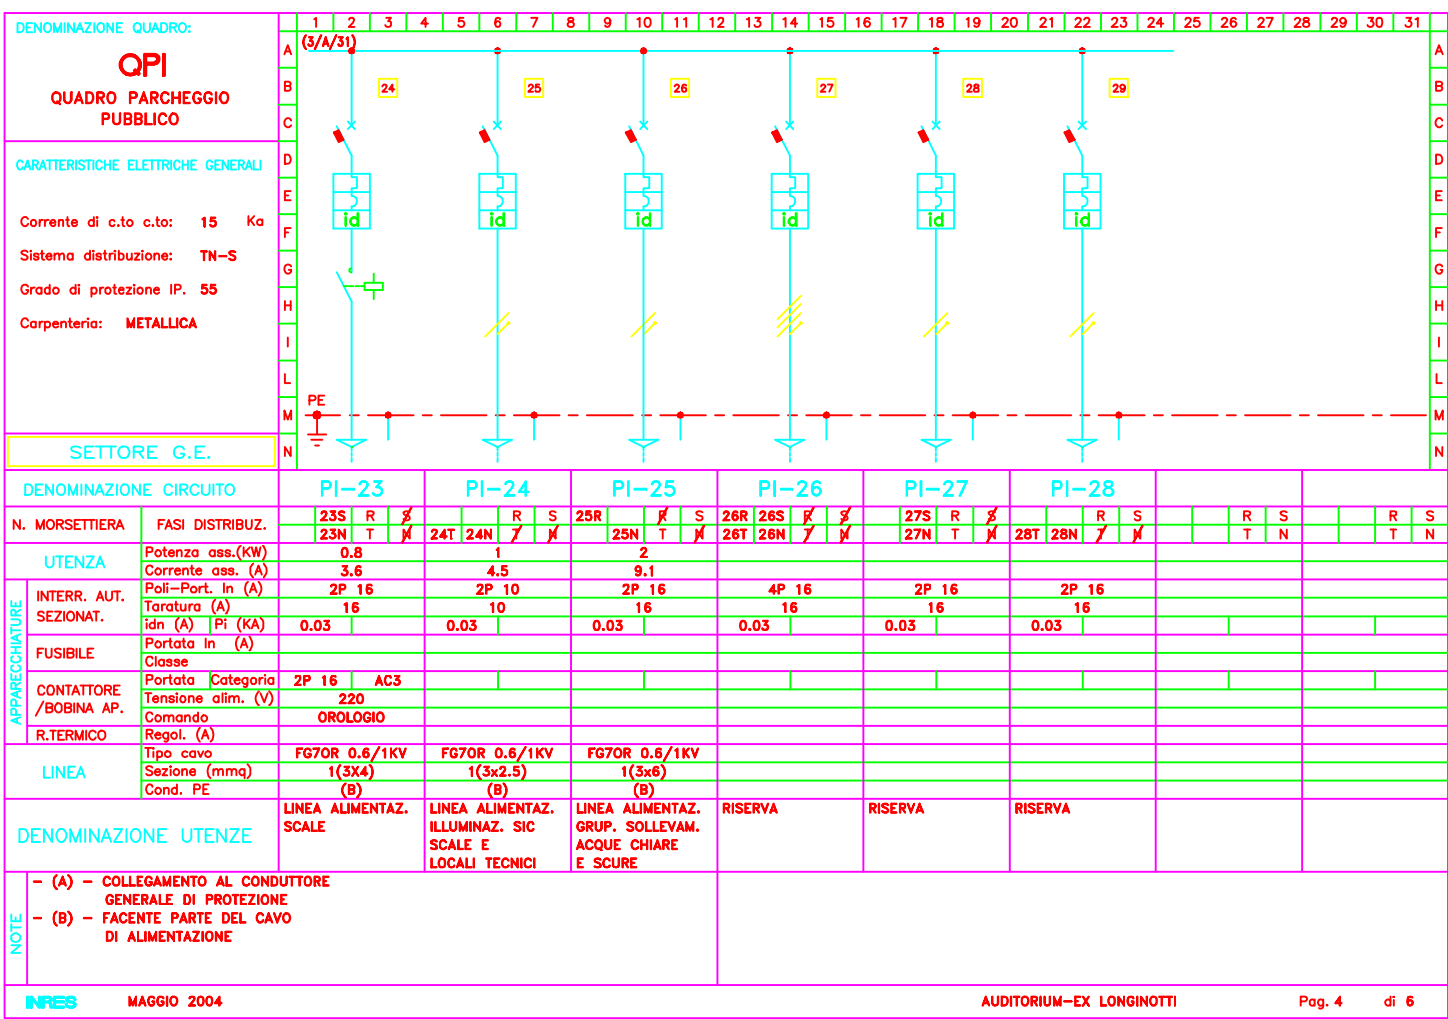 DENOMINAZIONE QUADRO:
QPI
QUADRO PARCHEGGIO
PUBBLICO
CARATTERISTICHE ELETTRICHE GENERALI
Corrente di c.to c.to: 15 Ka
Sistema distribuzione: TN-S
Grado di protezione IP. 55
Carpenteria: METALLICA
SETTORE G.E.
1 2 3 4 5 6 7 8 9 10 11 12 13 14 15 16 17 18 19 20 21 22 23 24 25 26 27 28 29 30 31
(3/A/31)
A A
B 24 25 26 27 28 29 B
C C
D D
E E
id id id id id id
F F
G G
H H
I I
L L
PE
M M
N N
DENOMINAZIONE CIRCUITO PI-23 PI-24 PI-25 PI-26 PI-27 PI-28
N. MORSETTIERA FASI DISTRIBUZ.
23S R S R S 25R R S 26R 26S R S 27S R S R S R S R S
23N T N 24T 24N T N 25N T N 26T 26N T N 27N T N 28T 28N T N T N T N
UTENZA
Potenza ass.(KW) 0.8 1 2
Corrente ass. (A) 3.6 4.5 9.1
APPARECCHIATURE
INTERR. AUT.
SEZIONAT.
Poli-Port. In (A) 2P 16 2P 10 2P 16 4P 16 2P 16 2P 16
Taratura (A) 16 10 16 16 16 16
idn (A) Pi (KA) 0.03 0.03 0.03 0.03 0.03 0.03
FUSIBILE
Portata In (A)
Classe
CONTATTORE
/BOBINA AP.
Portata Categoria 2P 16 AC3
Tensione alim. (V) 220
Comando OROLOGIO
R.TERMICO Regol. (A)
LINEA
Tipo cavo FG7OR 0.6/1KV FG7OR 0.6/1KV FG7OR 0.6/1KV
Sezione (mmq) 1(3X4) 1(3x2.5) 1(3x6)
Cond. PE (B) (B) (B)
DENOMINAZIONE UTENZE
LINEA ALIMENTAZ.
SCALE
LINEA ALIMENTAZ.
ILLUMINAZ. SIC
SCALE E
LOCALI TECNICI
LINEA ALIMENTAZ.
GRUP. SOLLEVAM.
ACQUE CHIARE
E SCURE
RISERVA
RISERVA
RISERVA
NOTE
- (A) - COLLEGAMENTO AL CONDUTTORE
GENERALE DI PROTEZIONE
- (B) - FACENTE PARTE DEL CAVO
DI ALIMENTAZIONE
INRES MAGGIO 2004 AUDITORIUM-EX LONGINOTTI Pag. 4 di 6